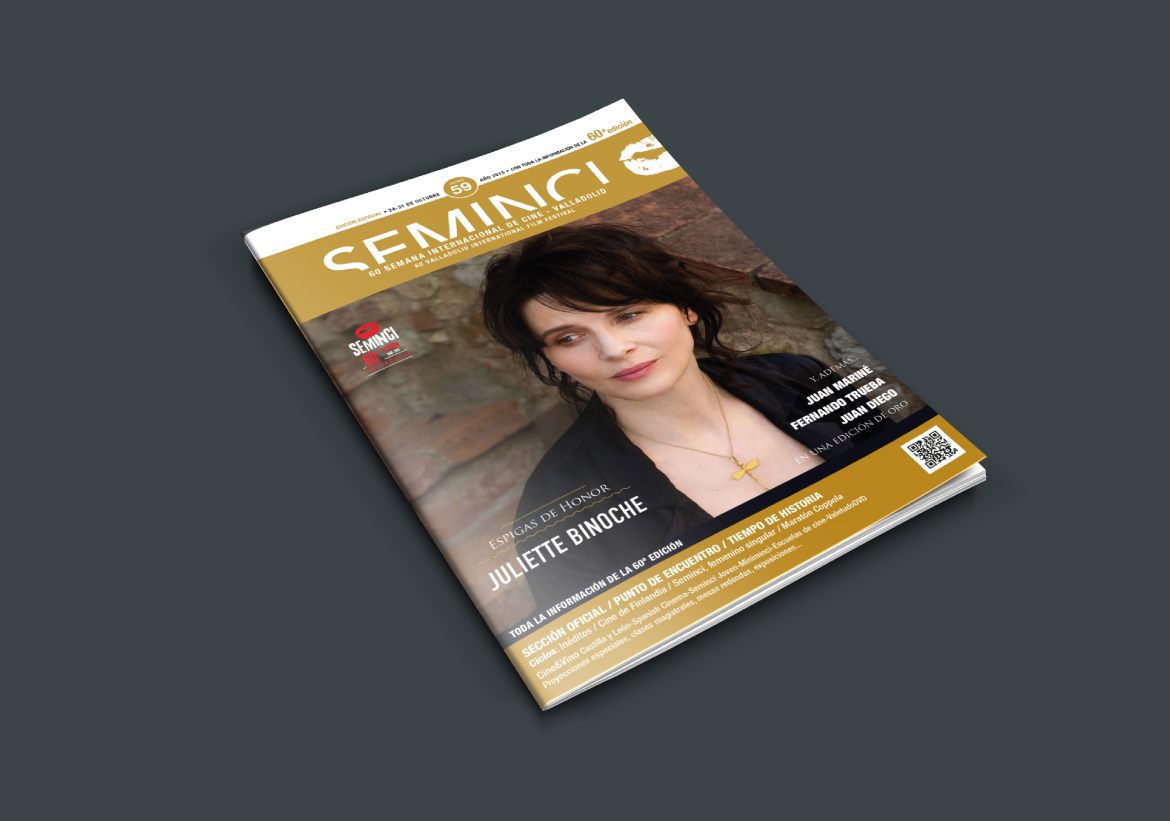 EDICIÓN ESPECIAL • 24-31 DE OCTUBRE 59 AÑO 2015 • CON TODA LA INFORMACIÓN DE LA 60ª edición
SEMINCI
60 SEMANA INTERNACIONAL DE CINE - VALLADOLID
60 VALLADOLID INTERNATIONAL FILM FESTIVAL
SEMINCI
60
Y, ADEMÁS...
JUAN MARINÉ
FERNANDO TRUEBA
JUAN DIEGO
EN UNA EDICIÓN DE ORO
ESPIGAS DE HONOR
JULIETTE BINOCHE
TODA LA INFORMACIÓN DE LA 60ª EDICIÓN
SECCIÓN OFICIAL / PUNTO DE ENCUENTRO / TIEMPO DE HISTORIA
Ciclos: Inéditos / Cine de Finlandia / Seminci, femenino singular / Maratón Coppola
Cine&Vino Castilla y León-Spanish Cinema-Seminci Joven-Miniminci-Escuelas de cine-ValetudoDVD
Proyecciones especiales, clases magistrales, mesas redondas, exposiciones...